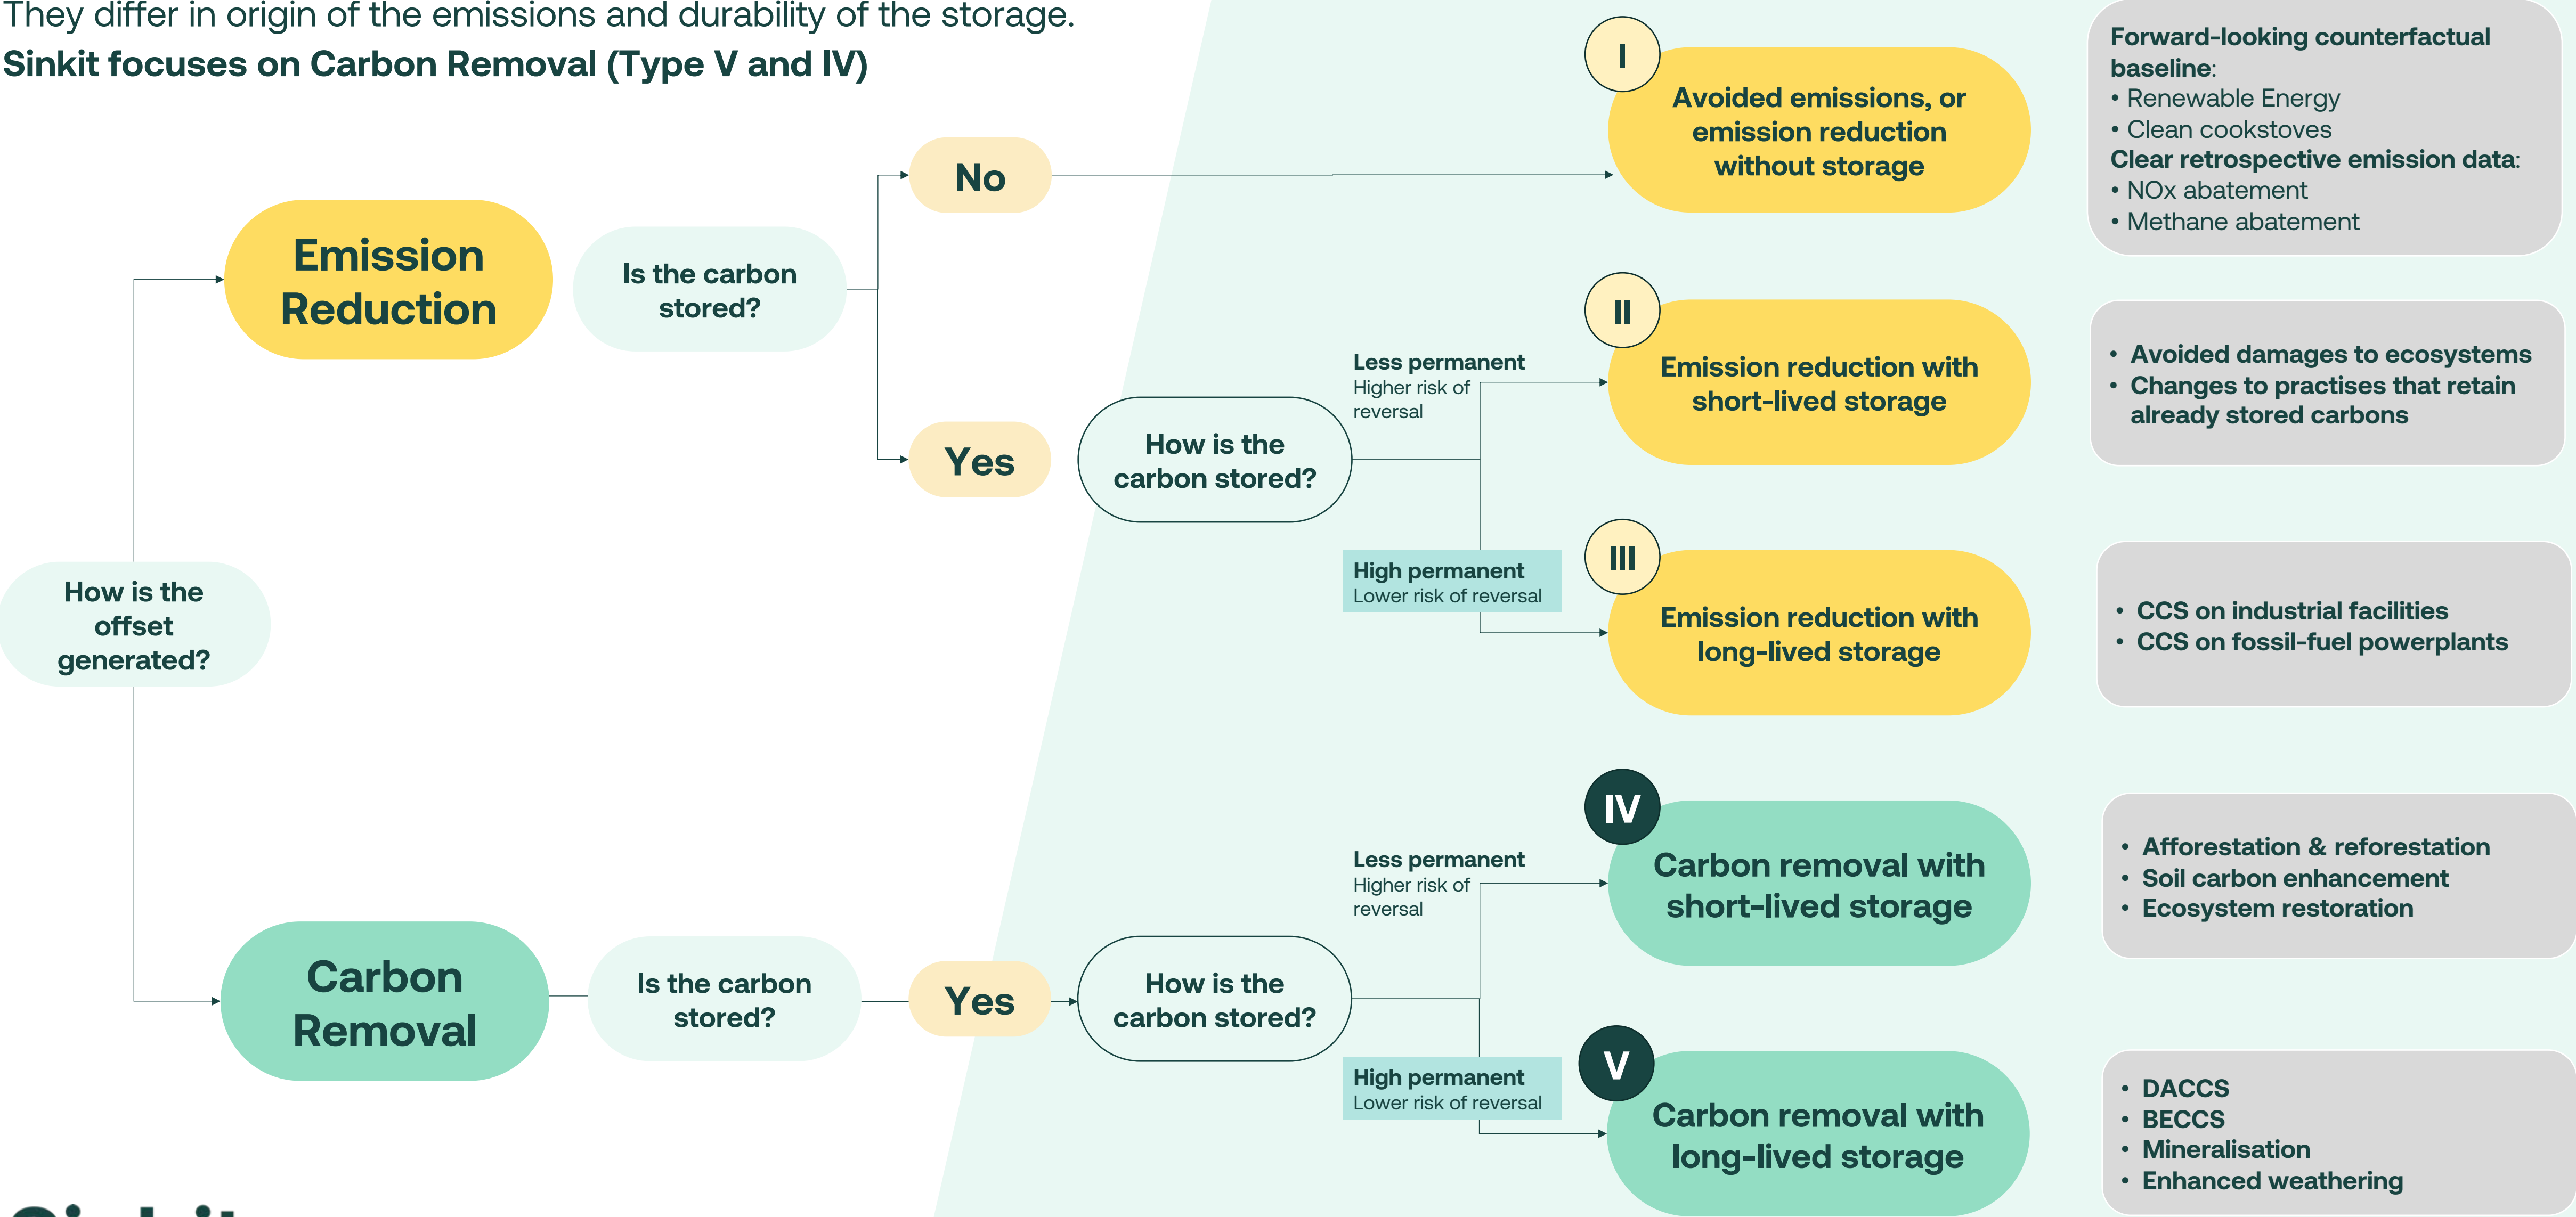 They differ in origin of the emissions and durability of the storage.
Sinkit focuses on Carbon Removal (Type V and IV)
How is the
offset
generated?
Emission
Reduction
Is the carbon
stored?
No
Yes
How is the
carbon stored?
Less permanent
Higher risk of
reversal
High permanent
Lower risk of reversal
I
Avoided emissions, or
emission reduction
without storage
Forward-looking counterfactual
baseline:
• Renewable Energy
• Clean cookstoves
Clear retrospective emission data:
• NOx abatement
• Methane abatement
II
Emission reduction with
short-lived storage
• Avoided damages to ecosystems
• Changes to practises that retain
already stored carbons
III
Emission reduction with
long-lived storage
• CCS on industrial facilities
• CCS on fossil-fuel powerplants
Carbon
Removal
Is the carbon
stored?
Yes
How is the
carbon stored?
Less permanent
Higher risk of
reversal
High permanent
Lower risk of reversal
IV
Carbon removal with
short-lived storage
• Afforestation & reforestation
• Soil carbon enhancement
• Ecosystem restoration
V
Carbon removal with
long-lived storage
• DACCS
• BECCS
• Mineralisation
• Enhanced weathering